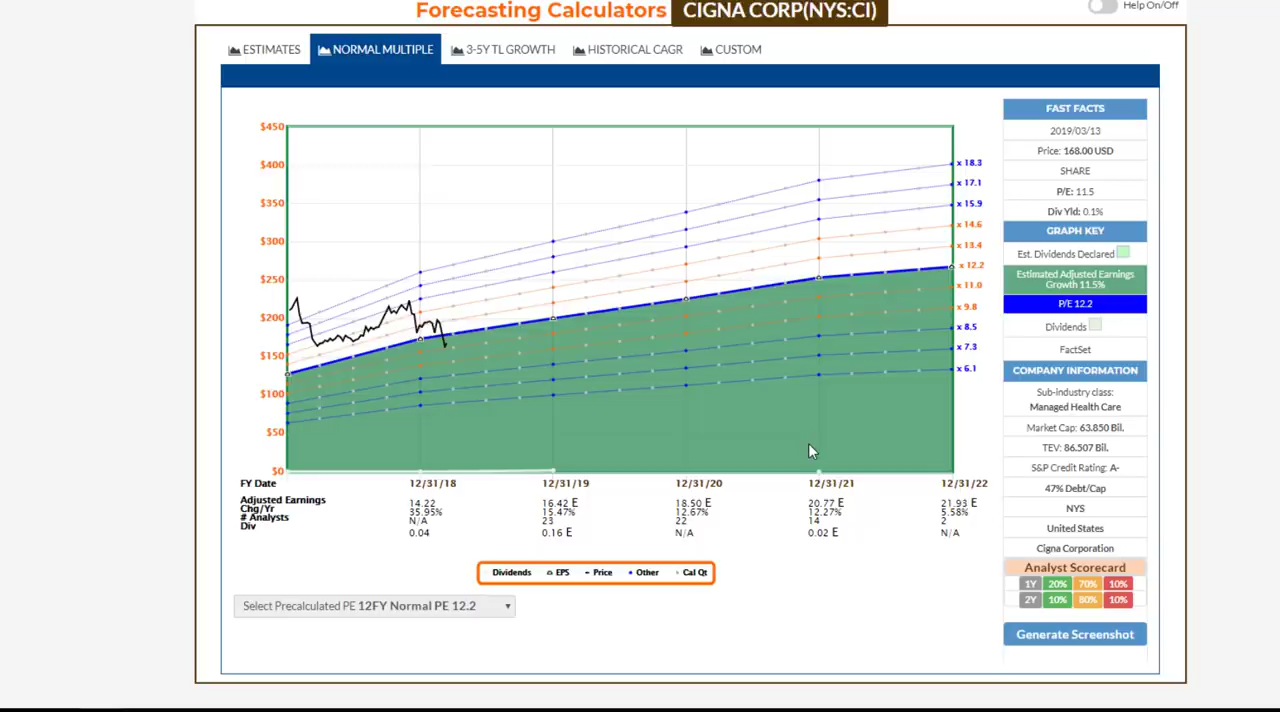 Forecasting Calculators CIGNA CORP(NYS:CI)
Help On/Off
ESTIMATES NORMAL MULTIPLE 3-5Y TL GROWTH HISTORICAL CAGR CUSTOM
$450
$400
$350
$300
$250
$200
$150
$100
$50
$0
x 18.3
x 17.1
x 15.9
x 14.6
x 13.4
x 12.2
x 11.0
x 9.8
x 8.5
x 7.3
x 6.1
FY Date 12/31/18 12/31/19 12/31/20 12/31/21 12/31/22
Adjusted Earnings 14.22 16.42 E 18.50 E 20.77 E 21.93 E
Chg/Yr 35.95% 15.47% 12.67% 12.27% 5.58%
# Analysts N/A 23 22 14 2
Div 0.04 0.16 E N/A 0.02 E N/A
Dividends EPS Price Other Cal Qt
Select Precalculated PE 12FY Normal PE 12.2
FAST FACTS
2019/03/13
Price: 168.00 USD
SHARE
P/E: 11.5
Div Yld: 0.1%
GRAPH KEY
Est. Dividends Declared
Estimated Adjusted Earnings
Growth 11.5%
P/E 12.2
Dividends
FactSet
COMPANY INFORMATION
Sub-industry class:
Managed Health Care
Market Cap: 63.850 Bil.
TEV: 86.507 Bil.
S&P Credit Rating: A-
47% Debt/Cap
NYS
United States
Cigna Corporation
Analyst Scorecard
1Y 20% 70% 10%
2Y 10% 80% 10%
Generate Screenshot